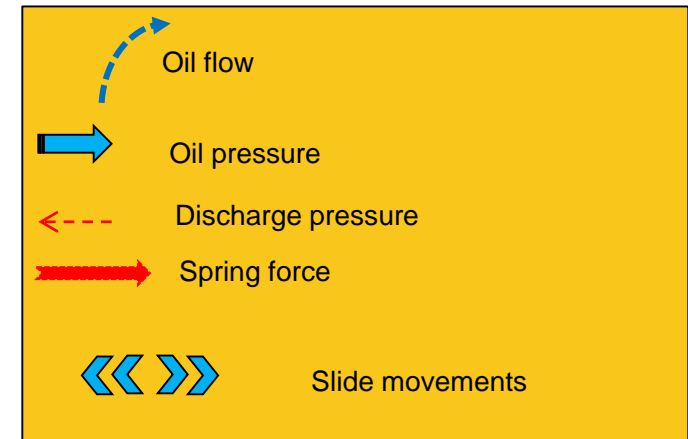 Oil flow
Oil pressure
Discharge pressure
Spring force
Slide movements